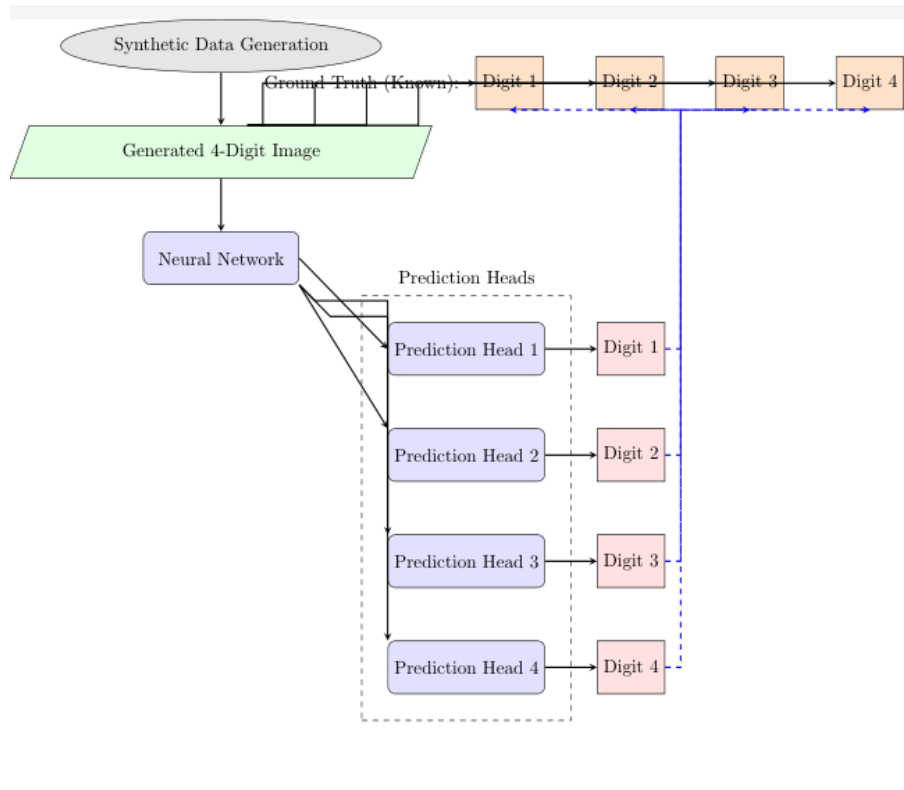 Synthetic Data Generation
Ground Truth (Known):
Digit 1
Digit 2
Digit 3
Digit 4
Generated 4-Digit Image
Neural Network
Prediction Heads
Prediction Head 1
Digit 1
Prediction Head 2
Digit 2
Prediction Head 3
Digit 3
Prediction Head 4
Digit 4